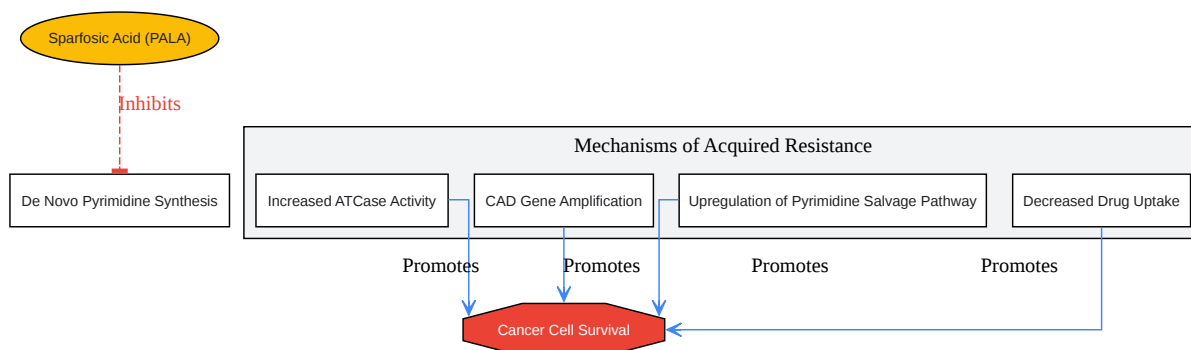 Sparfosic Acid (PALA)
Inhibits
De Novo Pyrimidine Synthesis
Mechanisms of Acquired Resistance
Increased ATCase Activity
CAD Gene Amplification
Upregulation of Pyrimidine Salvage Pathway
Decreased Drug Uptake
Promotes
Promotes
Promotes
Promotes
Cancer Cell Survival